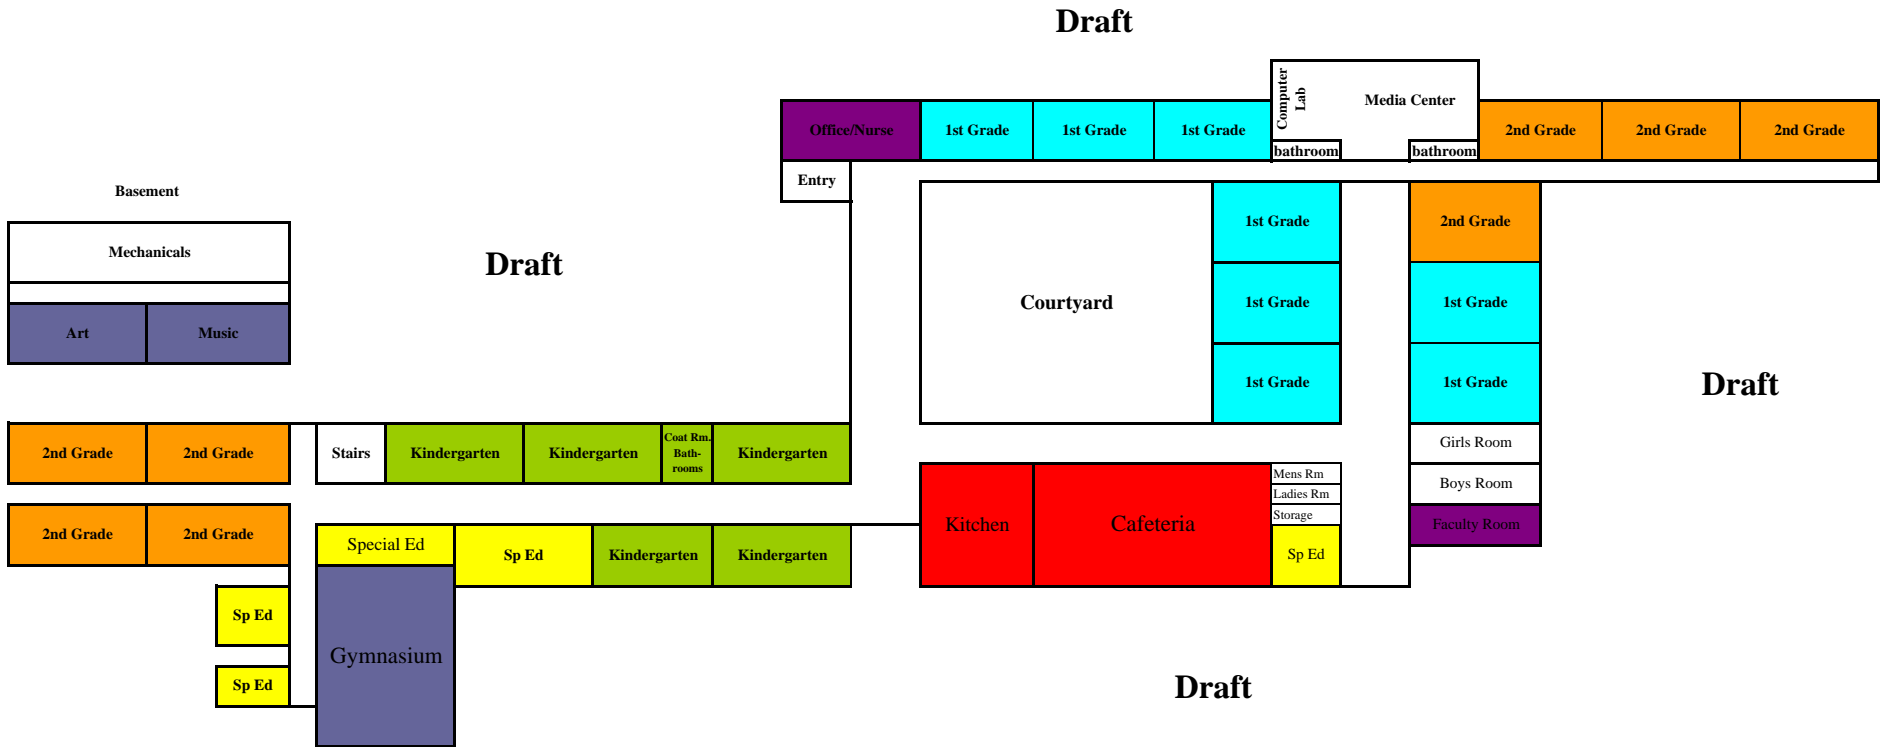 Draft
Computer
Lab
Media Center
Office/Nurse
1st Grade
1st Grade
1st Grade
2nd Grade
2nd Grade
2nd Grade
bathroom
bathroom
Entry
Basement
Mechanicals
Draft
Art
Music
Courtyard
1st Grade
2nd Grade
1st Grade
1st Grade
1st Grade
1st Grade
Draft
2nd Grade
2nd Grade
Stairs
Kindergarten
Kindergarten
Coat Rm.
Bath-
rooms
Kindergarten
Girls Room
Boys Room
Faculty Room
Mens Rm
Ladies Rm
Storage
Sp Ed
Kitchen
Cafeteria
2nd Grade
2nd Grade
Special Ed
Sp Ed
Kindergarten
Kindergarten
Sp Ed
Sp Ed
Gymnasium
Draft